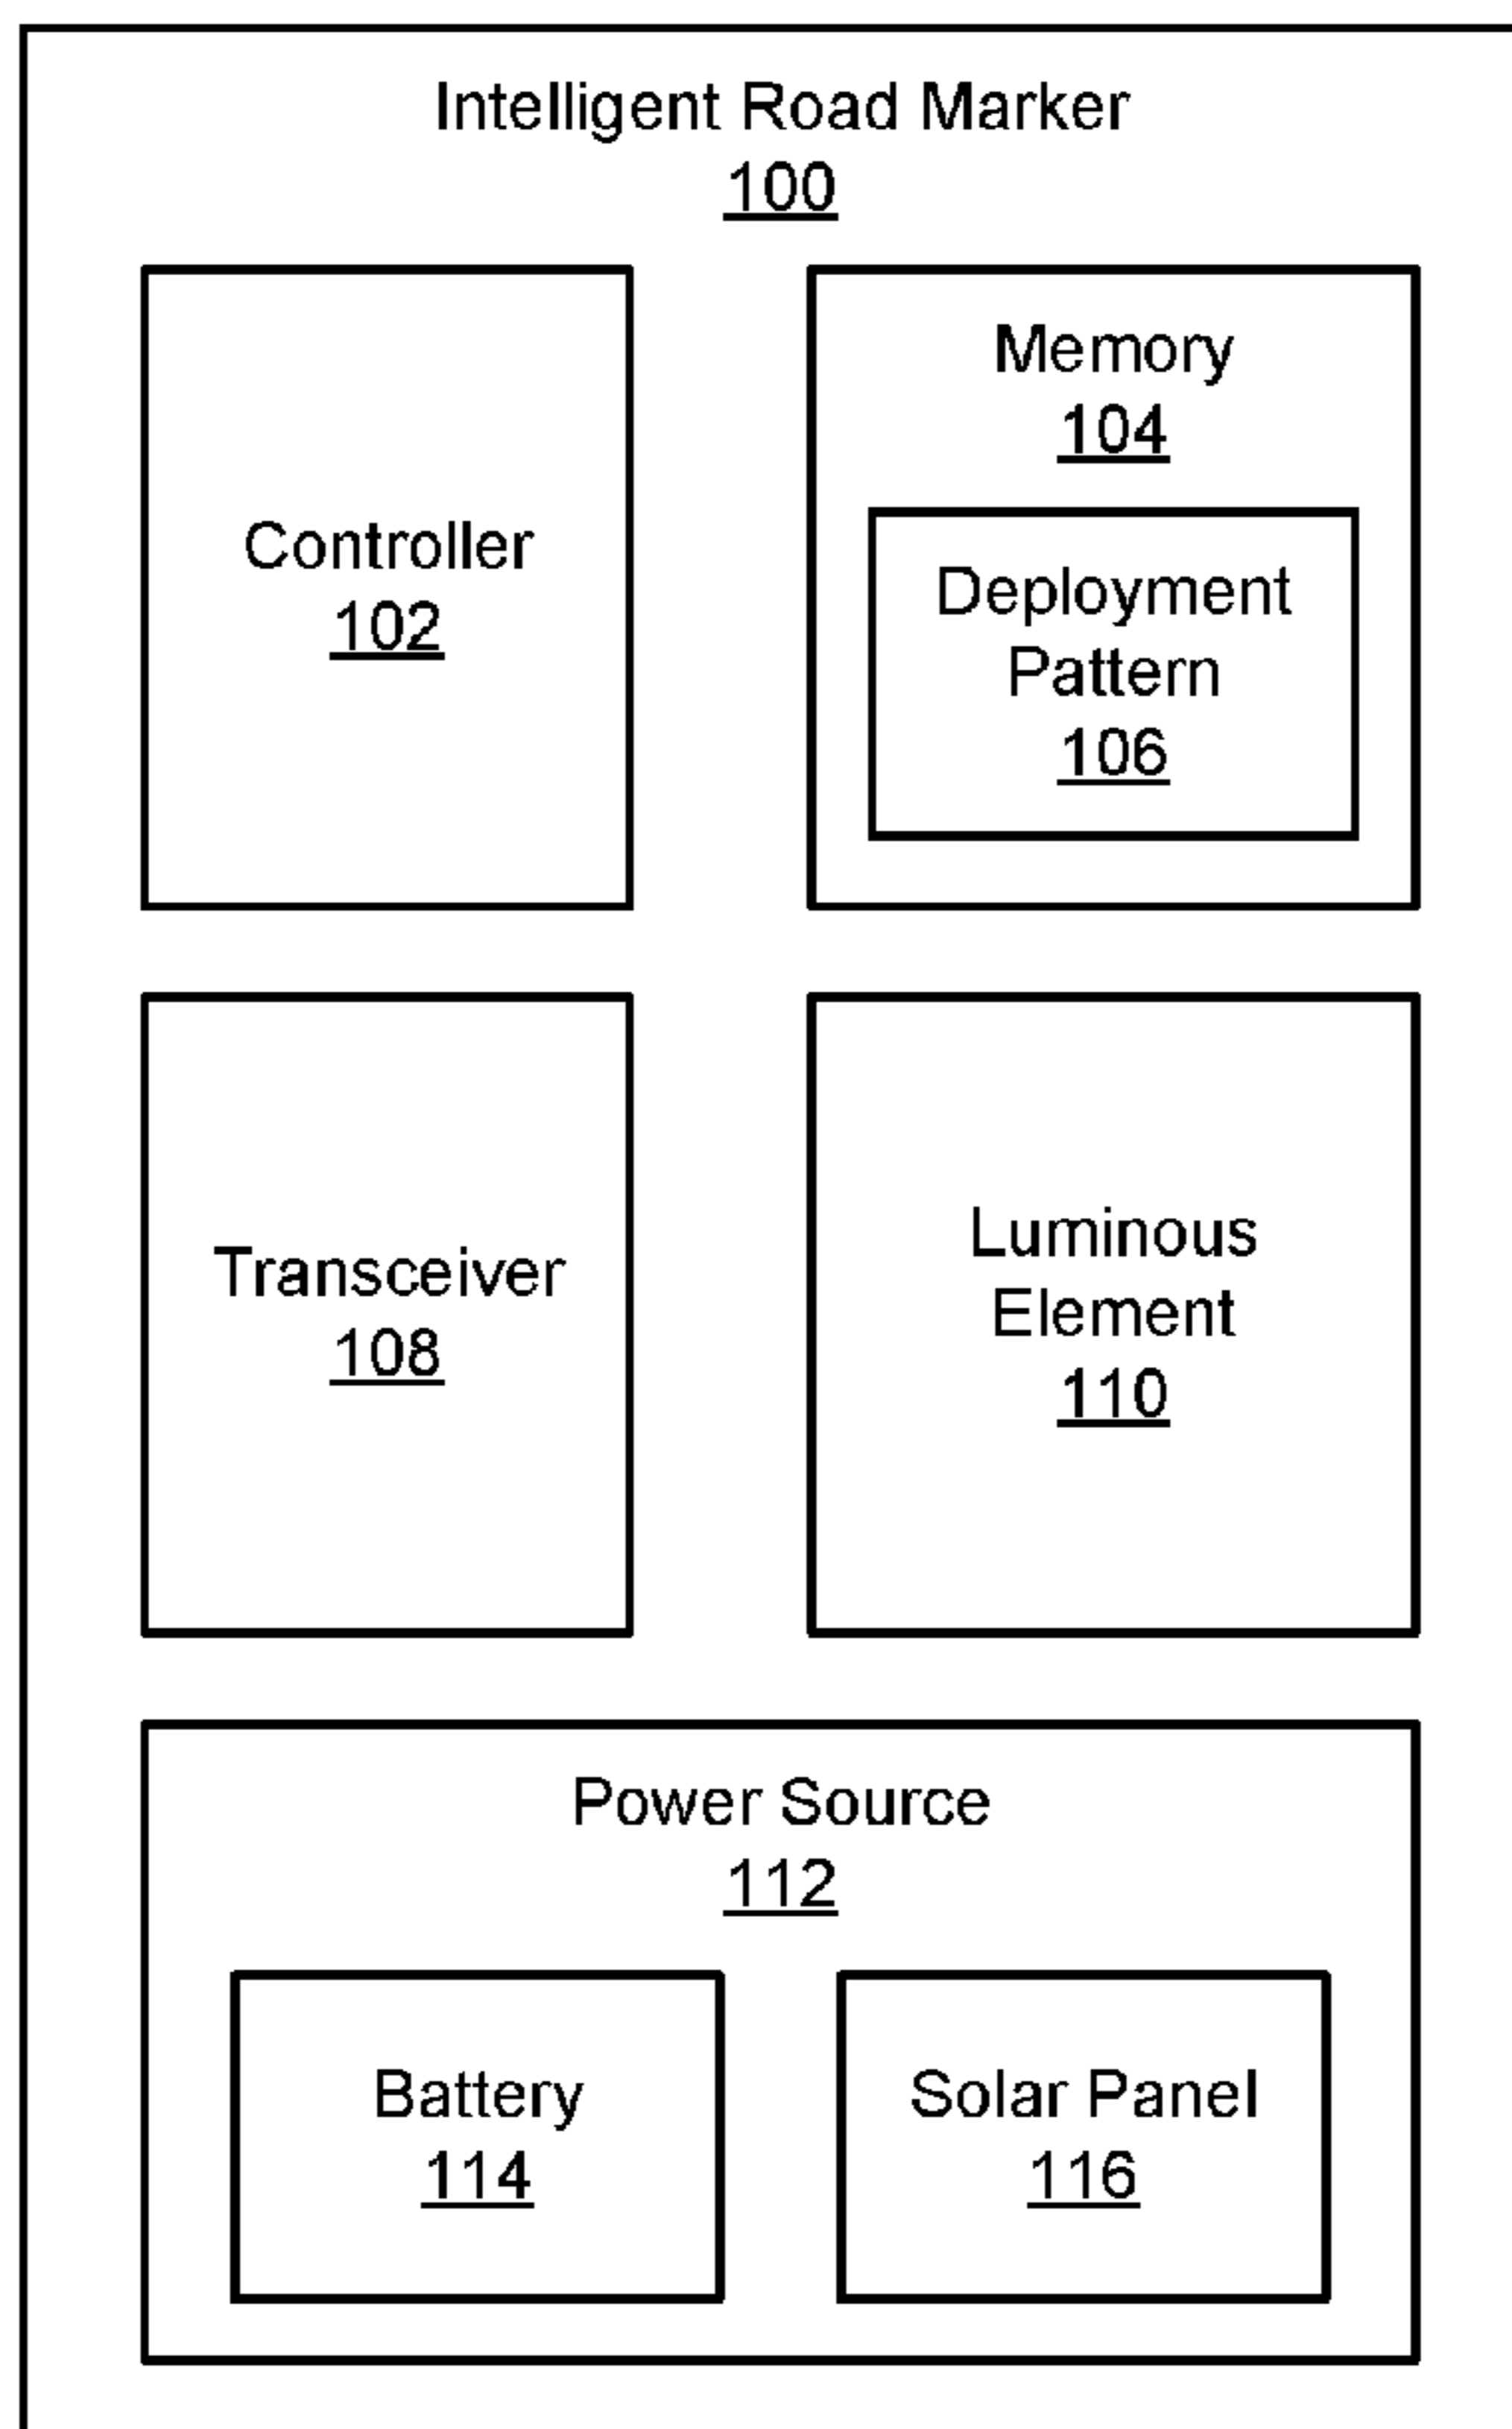 Intelligent Road Marker
100
Controller
102
Memory
104
Deployment
Pattern
106
Transceiver
108
Luminous
Element
110
Power Source
112
Battery
114
Solar Panel
116